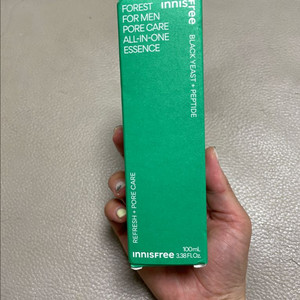 FOREST
FOR MEN
PORE CARE
ALL-IN-ONE
ESSENCE
innisfree
BLACK YEAST + PEPTIDE
REFRESH + PORE CARE
innisfree
100mL
3.38 Fl.Oz.